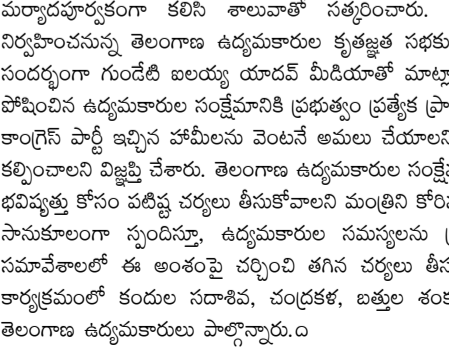 మర్యాదపూర్వకంగా కలిసి శాలువాతో సత్కరించారు.
నిర్వహించనున్న తెలంగాణ ఉద్యమకారుల కృతజ్ఞత సభకు
సందర్భంగా గుండేటి ఐలయ్య యాదవ్ మీడియాతో
పోషించిన ఉద్యమకారుల సంక్షేమానికి ప్రభుత్వం ప్రత్యేక
కాంగ్రెస్ పార్టీ ఇచ్చిన హామీలను వెంటనే అమలు
కల్పించాలని విజ్ఞప్తి చేశారు. తెలంగాణ ఉద్యమకారుల
భవిష్యత్తు కోసం పటిష్ట చర్యలు తీసుకోవాలని మంత్రిని
సానుకూలంగా స్పందిస్తూ, ఉద్యమకారుల సమస్యలను
సమావేశాలలో ఈ అంశంపై చర్చించి తగిన చర్యలు
కార్యక్రమంలో కందుల సదాశివ, చంద్రకళ, బత్తుల
తెలంగాణ ఉద్యమకారులు పాల్గొన్నారు.ది